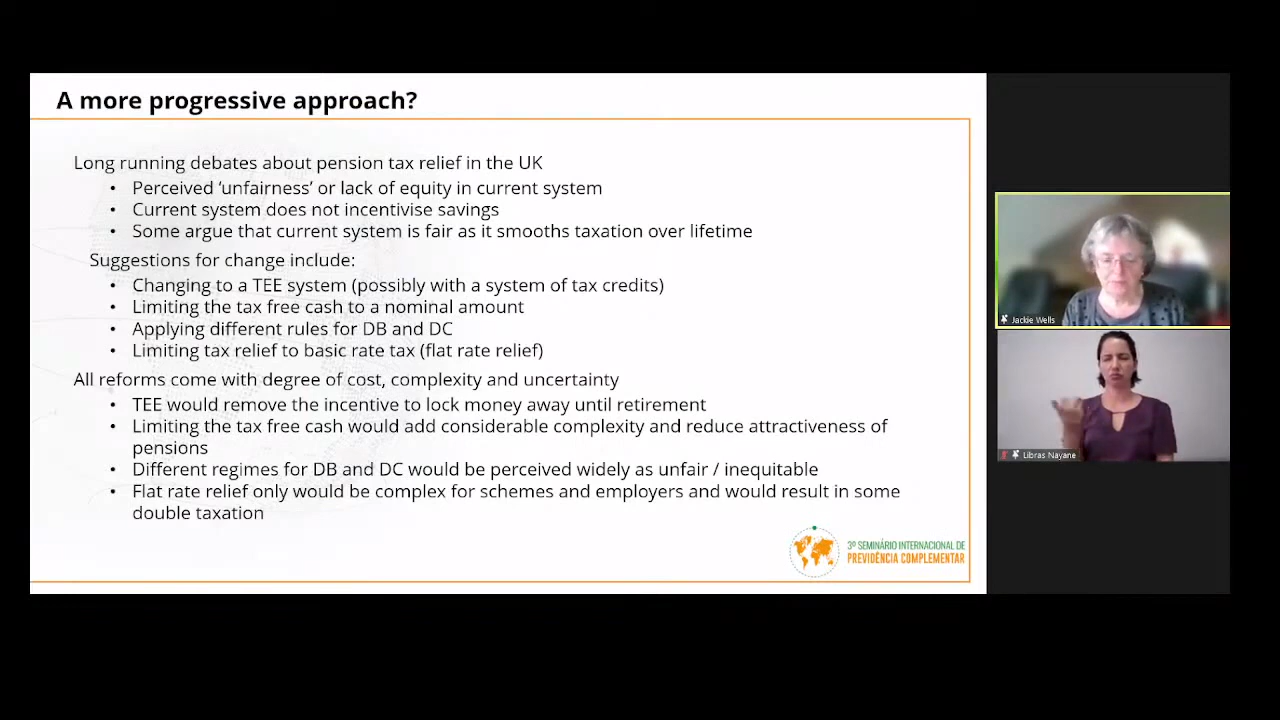 A more progressive approach?
Long running debates about pension tax relief in the UK
• Perceived ‘unfairness’ or lack of equity in current system
• Current system does not incentivise savings
• Some argue that current system is fair as it smooths taxation over lifetime
Suggestions for change include:
• Changing to a TEE system (possibly with a system of tax credits)
• Limiting the tax free cash to a nominal amount
• Applying different rules for DB and DC
• Limiting tax relief to basic rate tax (flat rate relief)
All reforms come with degree of cost, complexity and uncertainty
• TEE would remove the incentive to lock money away until retirement
• Limiting the tax free cash would add considerable complexity and reduce attractiveness of
pensions
• Different regimes for DB and DC would be perceived widely as unfair / inequitable
• Flat rate relief only would be complex for schemes and employers and would result in some
double taxation
3º SEMINÁRIO INTERNACIONAL DE
PREVIDÊNCIA COMPLEMENTAR
Jackie Wells
Libras Nayane